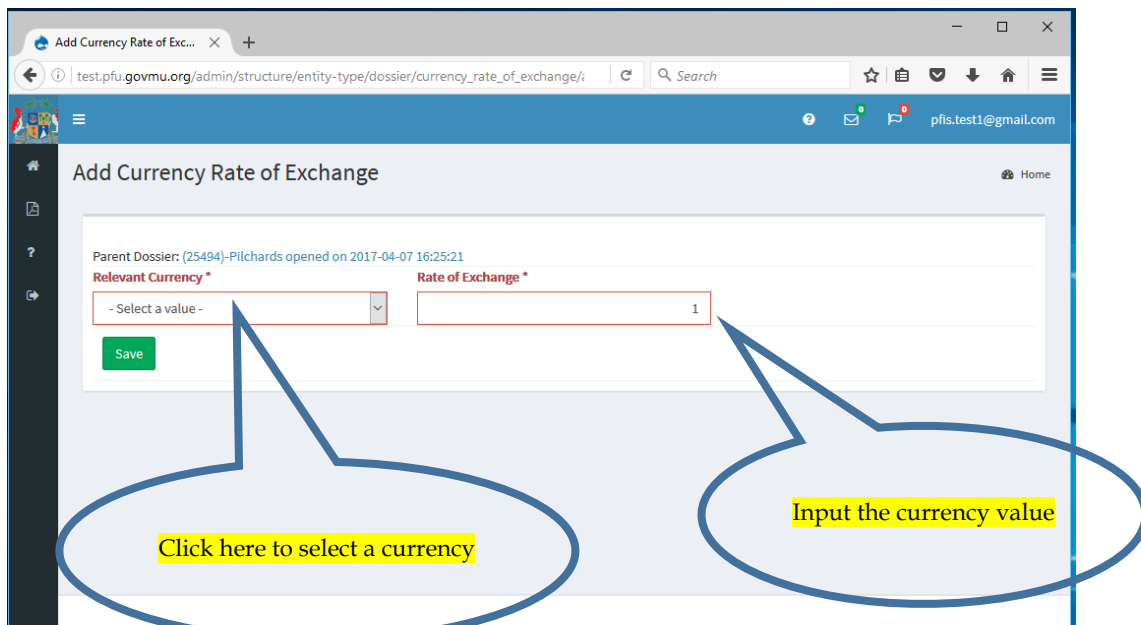 Add Currency Rate of Exc...
test.pfu.govmu.org/admin/structure/entity-type/dossier/currency_rate_of_exchange/a
Search
0
0
pfis.test1@gmail.com
Add Currency Rate of Exchange
Home
Parent Dossier: (25494)-Pilchards opened on 2017-04-07 16:25:21
Relevant Currency * Rate of Exchange *
- Select a value - 1
Save
Input the currency value
Click here to select a currency